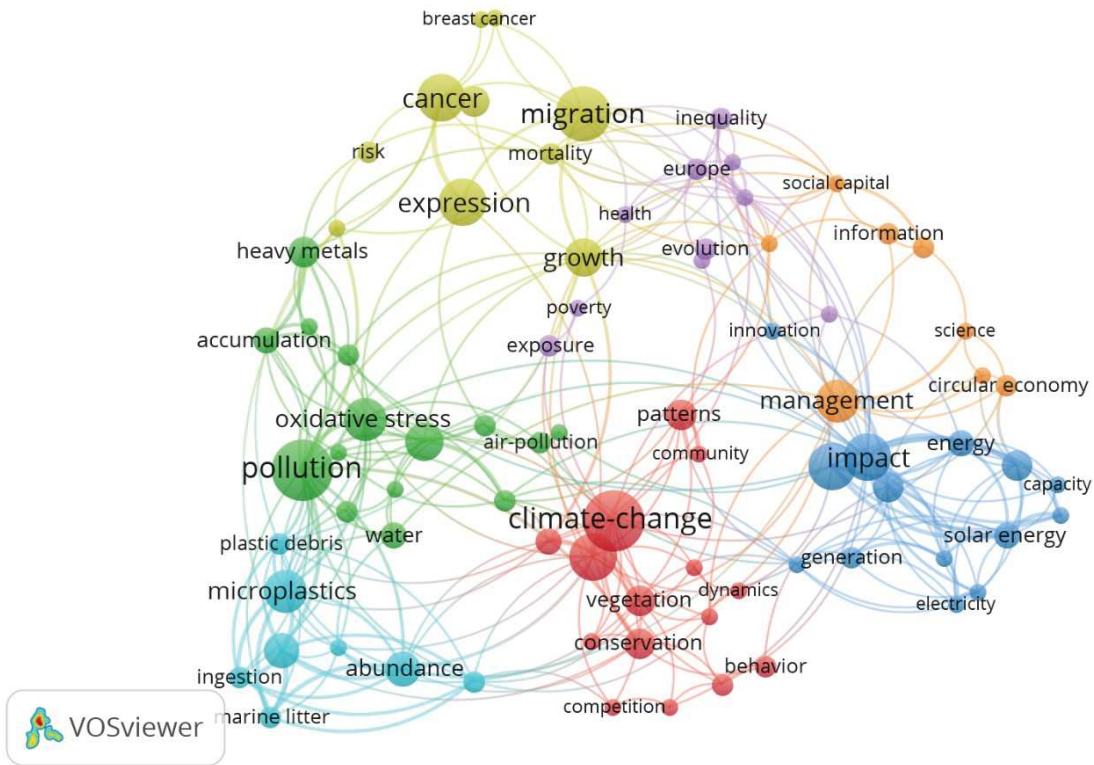 breast cancer
cancer
migration
inequality
risk
mortality
europe
social capital
expression
health
information
heavy metals
growth
evolution
poverty
accumulation
exposure
innovation
science
circular economy
management
patterns
oxidative stress
air-pollution
community
energy
pollution
impact
capacity
climate-change
water
solar energy
plastic debris
generation
microplastics
vegetation
dynamics
electricity
conservation
abundance
behavior
ingestion
competition
marine litter
VOSviewer